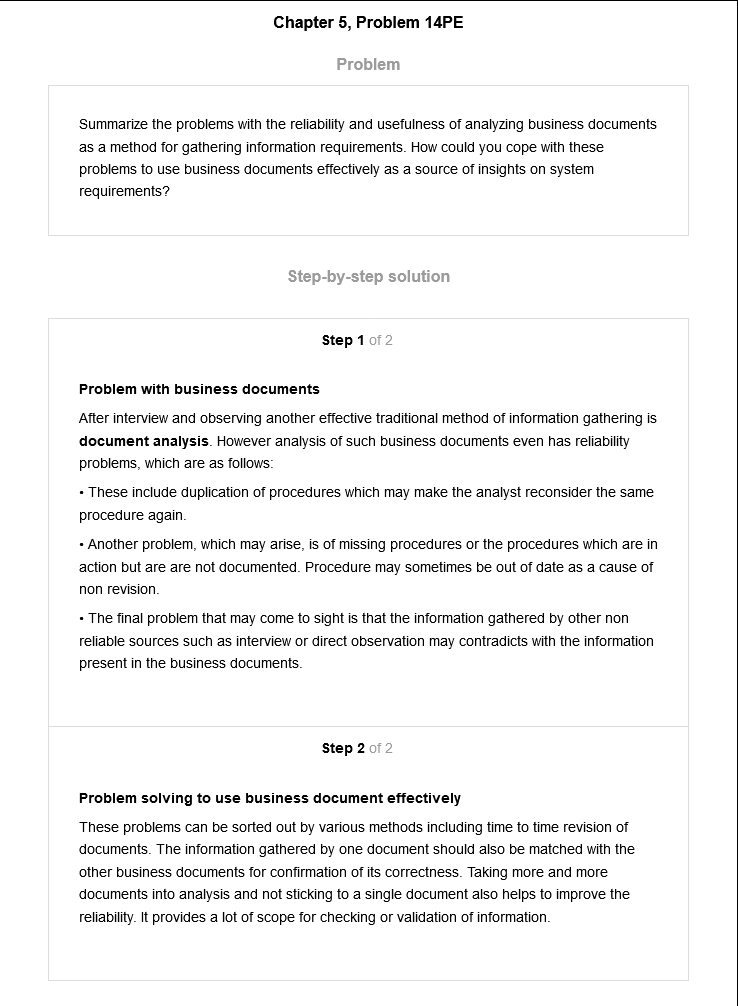 Chapter 5, Problem 14PE
Problem
Summarize the problems with the reliability and usefulness of analyzing business documents
as a method for gathering information requirements. How could you cope with these
problems to use business documents effectively as a source of insights on system
requirements?
Step-by-step solution
Step 1 of 2
Problem with business documents
After interview and observing another effective traditional method of information gathering is
document analysis. However analysis of such business documents even has reliability
problems, which are as follows:
• These include duplication of procedures which may make the analyst reconsider the same
procedure again.
• Another problem, which may arise, is of missing procedures or the procedures which are in
action but are are not documented. Procedure may sometimes be out of date as a cause of
non revision.
• The final problem that may come to sight is that the information gathered by other non
reliable sources such as interview or direct observation may contradicts with the information
present in the business documents.
Step 2 of 2
Problem solving to use business document effectively
These problems can be sorted out by various methods including time to time revision of
documents. The information gathered by one document should also be matched with the
other business documents for confirmation of its correctness. Taking more and more
documents into analysis and not sticking to a single document also helps to improve the
reliability. It provides a lot of scope for checking or validation of information.